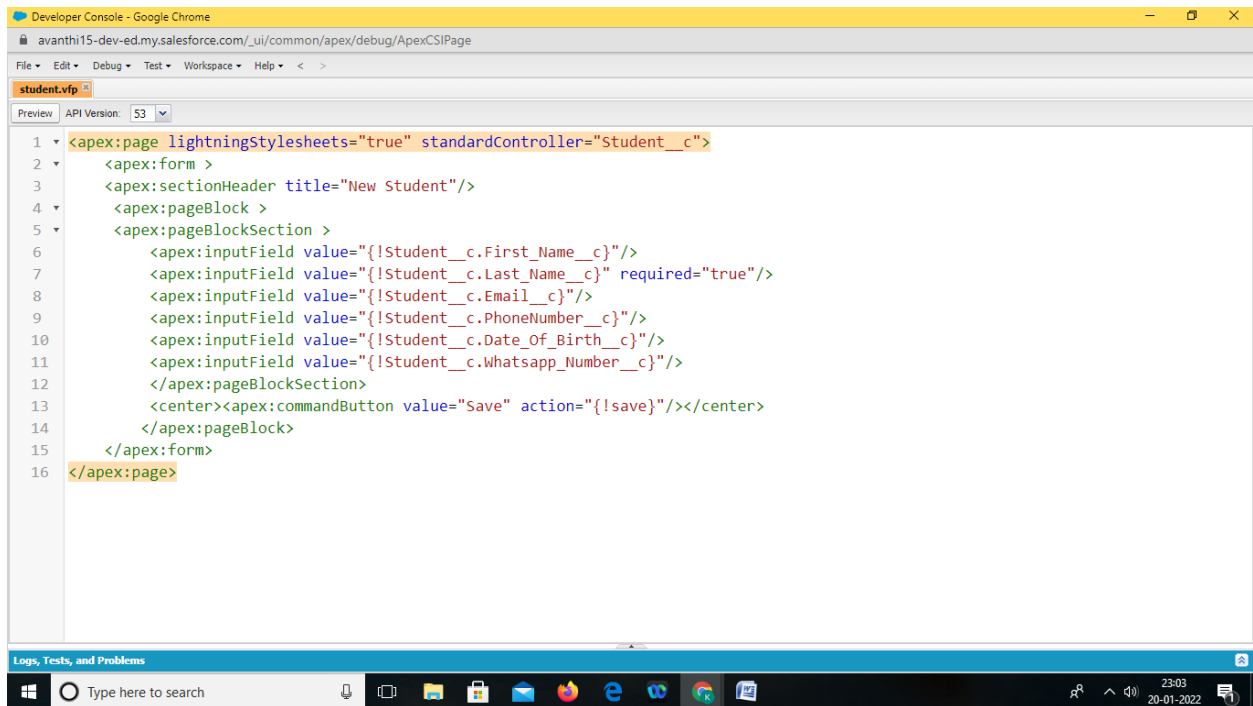 Developer Console - Google Chrome
avanthi15-dev-ed.my.salesforce.com/_ui/common/apex/debug/ApexCSIPage
File Edit Debug Test Workspace Help < >
student.vfp
Preview API Version: 53
1 <apex:page lightningStylesheets="true" standardController="Student__c">
2 <apex:form >
3 <apex:sectionHeader title="New Student"/>
4 <apex:pageBlock >
5 <apex:pageBlockSection >
6 <apex:inputField value="{!Student__c.First_Name__c}"/>
7 <apex:inputField value="{!Student__c.Last_Name__c}" required="true"/>
8 <apex:inputField value="{!Student__c.Email__c}"/>
9 <apex:inputField value="{!Student__c.PhoneNumber__c}"/>
10 <apex:inputField value="{!Student__c.Date_Of_Birth__c}"/>
11 <apex:inputField value="{!Student__c.Whatsapp_Number__c}"/>
12 </apex:pageBlockSection>
13 <center><apex:commandButton value="Save" action="{!save}"/></center>
14 </apex:pageBlock>
15 </apex:form>
16 </apex:page>
Logs, Tests, and Problems
Type here to search
23:03
20-01-2022
1